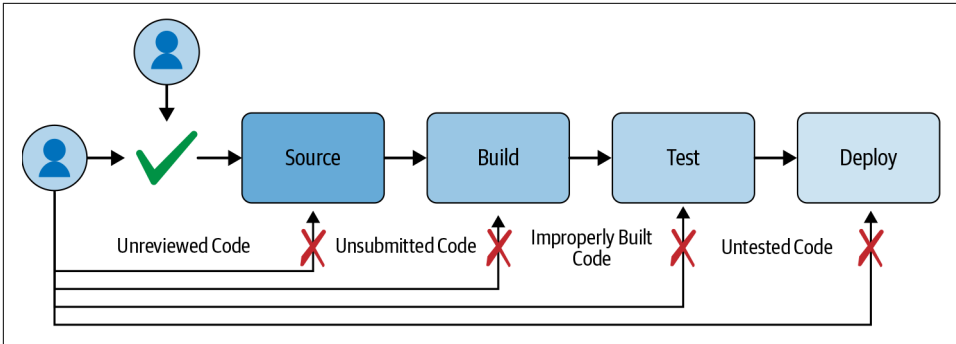 Source
Build
Test
Deploy
Unreviewed Code
Unsubmitted Code
Improperly Built
Code
Untested Code